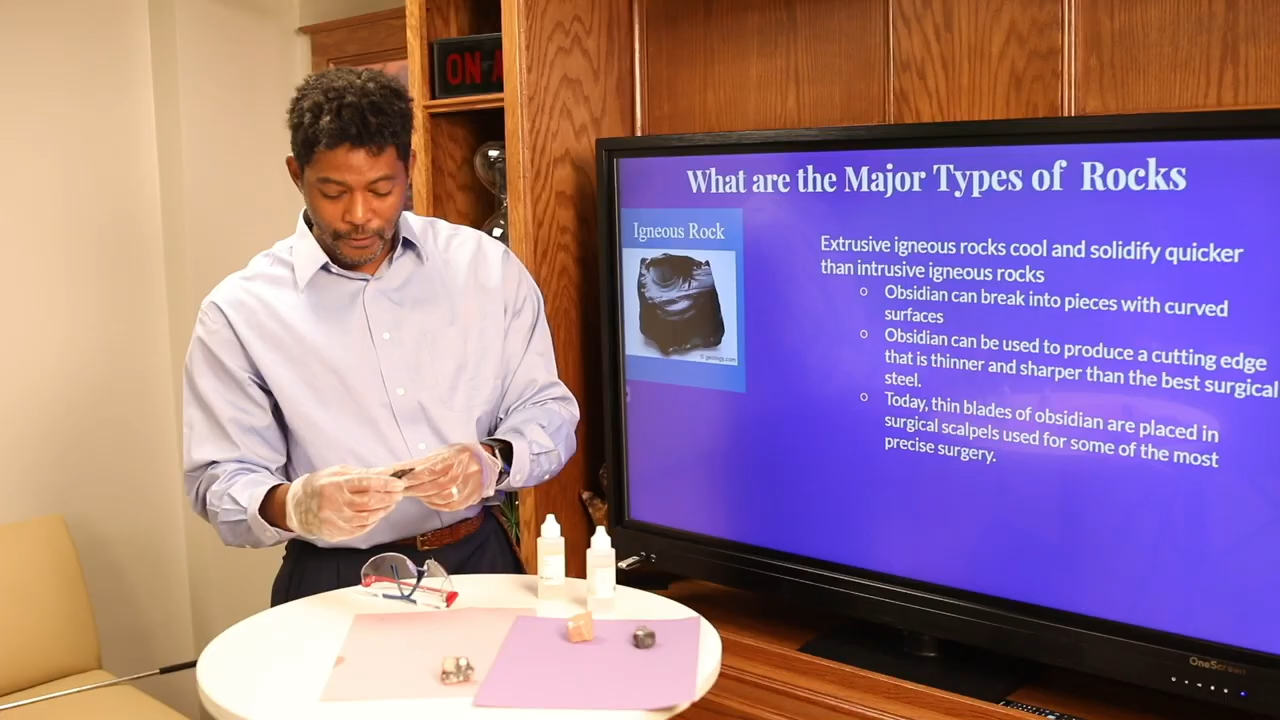 ON A
What are the Major Types of Rocks
Igneous Rock
© geology.com
Extrusive igneous rocks cool and solidify quicker
than intrusive igneous rocks
○ Obsidian can break into pieces with curved
surfaces
○ Obsidian can be used to produce a cutting edge
that is thinner and sharper than the best surgical
steel.
○ Today, thin blades of obsidian are placed in
surgical scalpels used for some of the most
precise surgery.
OneScreen